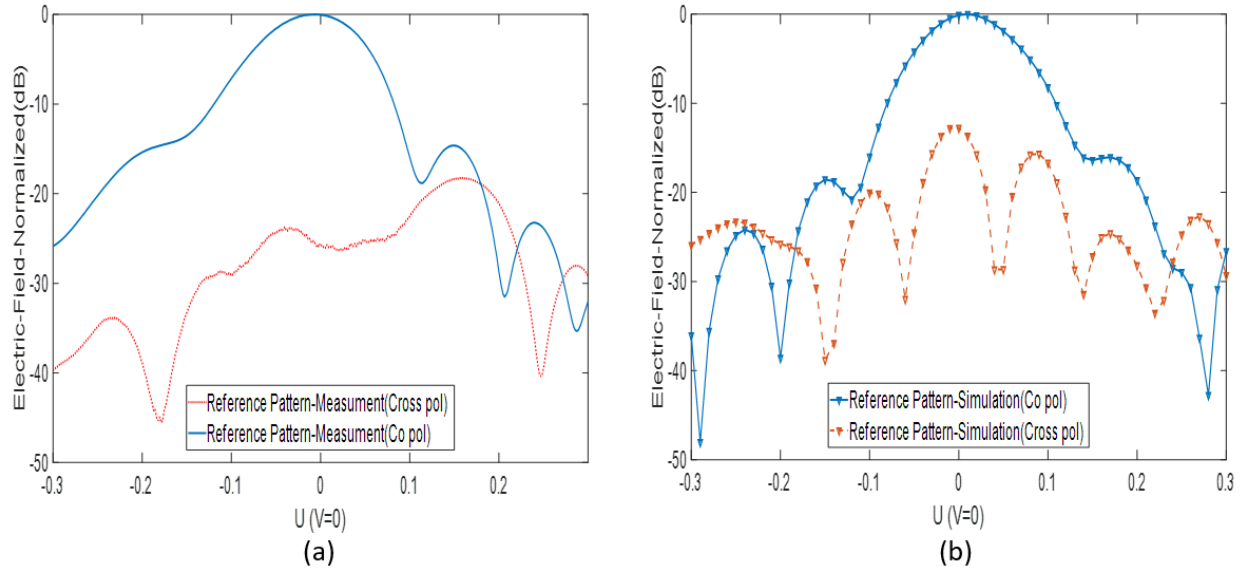 0
-10
-20
-30
-40
-50
-0.3
-0.2
-0.1
0
0.1
0.2
Electric-Field-Normalized(dB)
U (V=0)
Reference Pattern-Measument(Cross pol)
Reference Pattern-Measument(Co pol)
(a)
0
-10
-20
-30
-40
-50
-0.3
-0.2
-0.1
0
0.1
0.2
0.3
Electric-Field-Normalized(dB)
U (V=0)
Reference Pattern-Simulation(Co pol)
Reference Pattern-Simulation(Cross pol)
(b)